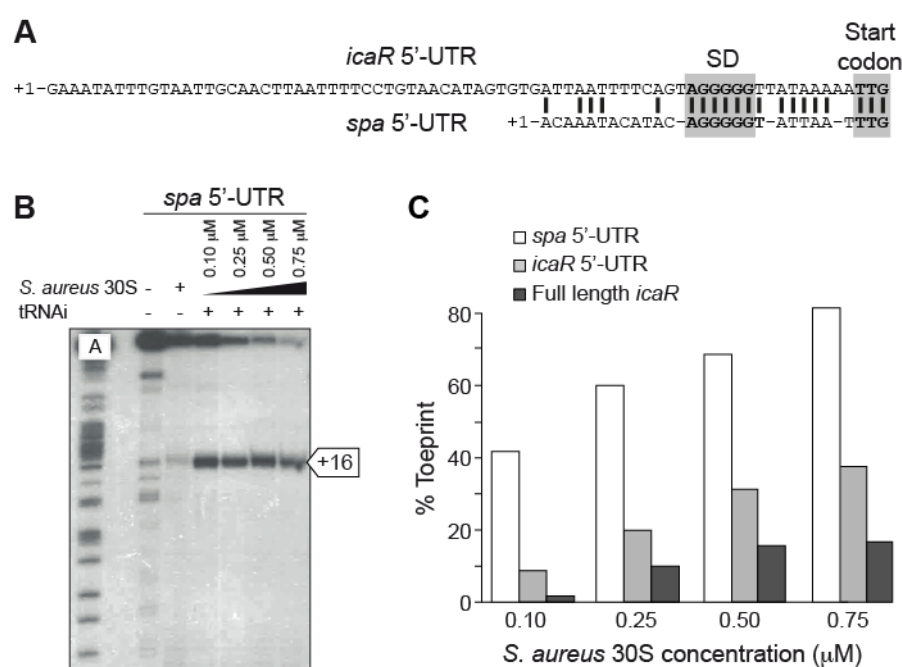 A
icaR 5'-UTR
SD
Start
codon
+1-GAAATATTTGTAATTGCAACTTAATTTTCCTGTAACATAGTGTGATTAATTTTCAGTAGGGGGTTATAAAAATTG
spa 5'-UTR
+1-ACAAATACATAC-AGGGGGT-ATTAA-TTTG
B
spa 5'-UTR
0.10 µM
0.25 µM
0.50 µM
0.75 µM
S. aureus 30S - +
tRNAi - - + + + +
A
+16
C
spa 5'-UTR
icaR 5'-UTR
Full length icaR
% Toeprint
80
60
40
20
0
0.10 0.25 0.50 0.75
S. aureus 30S concentration (µM)